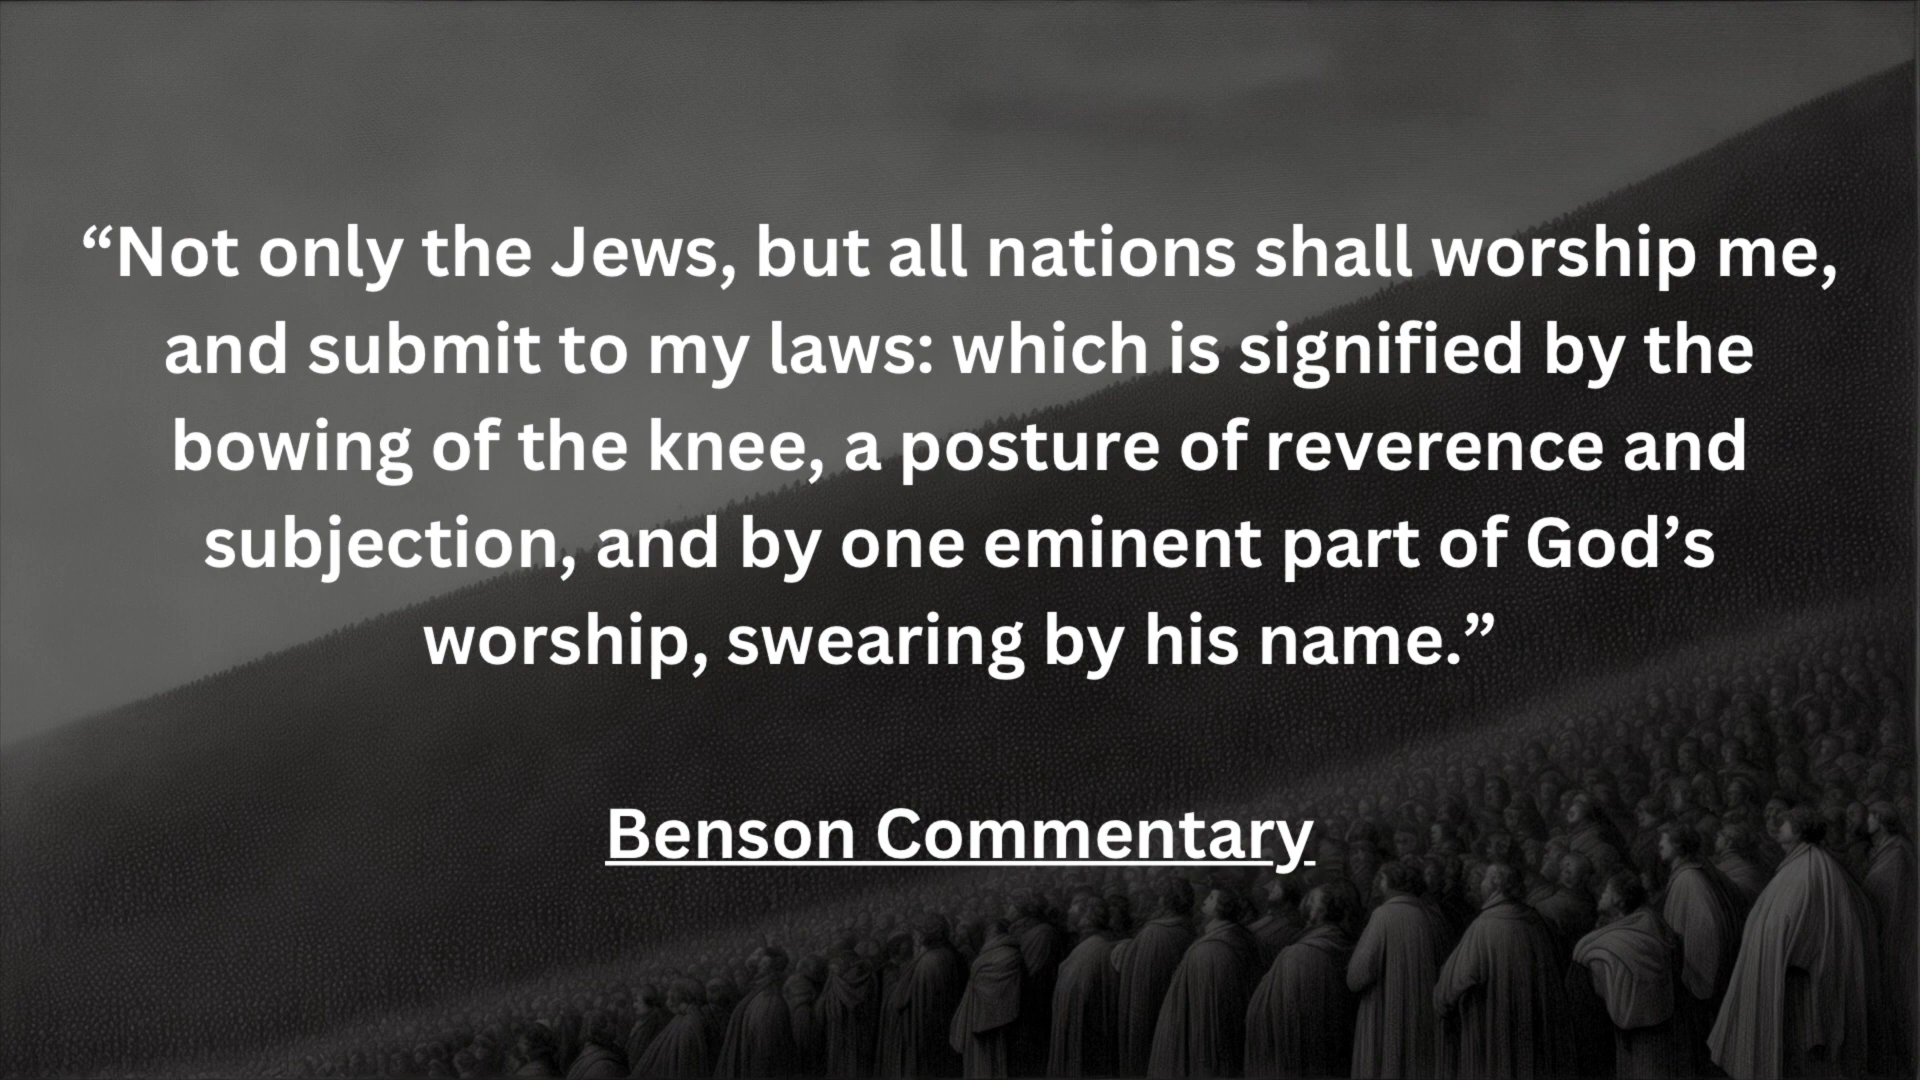 “Not only the Jews, but all nations shall worship me,
and submit to my laws: which is signified by the
bowing of the knee, a posture of reverence and
subjection, and by one eminent part of God’s
worship, swearing by his name.”
Benson Commentary